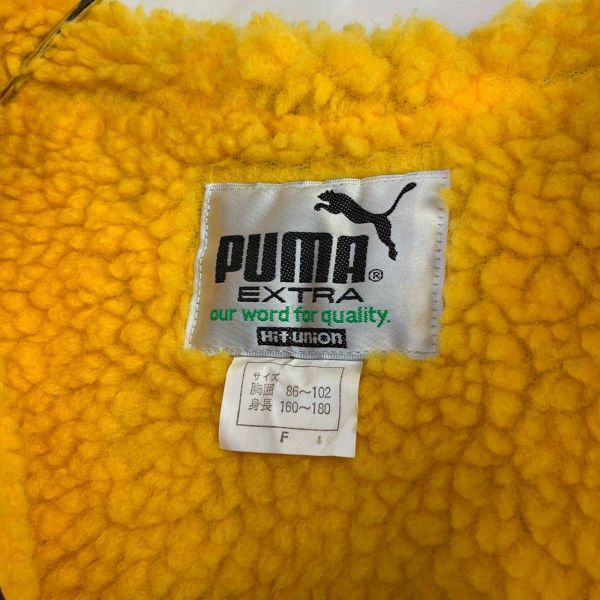 PUMA®
EXTRA
our word for quality.
Hit-union
サイズ
胸囲 86～102
身長 160～180
F